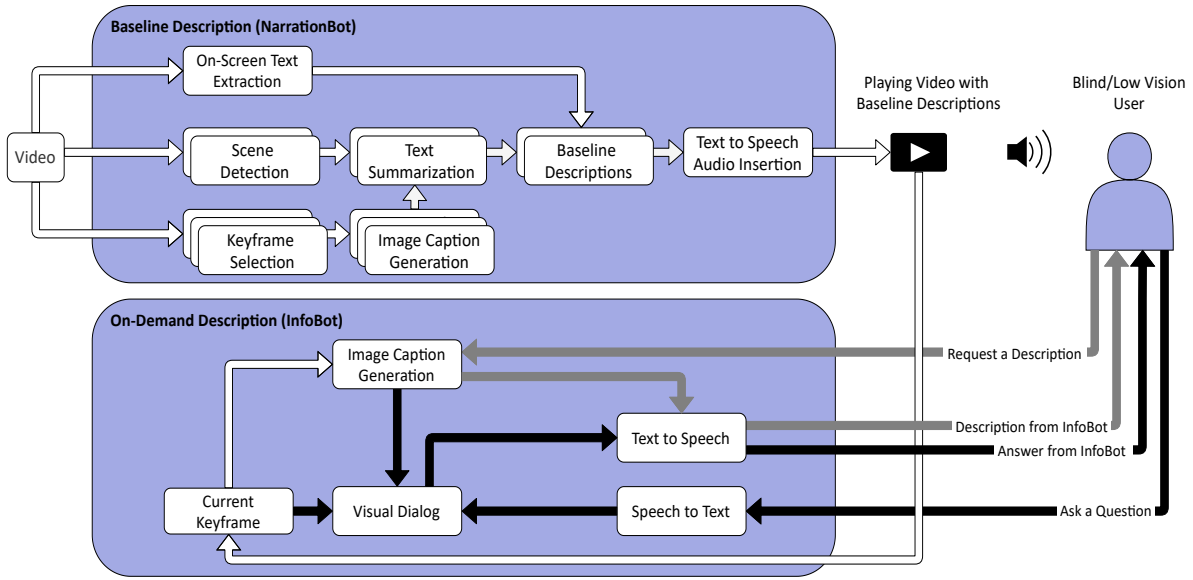 Baseline Description (NarrationBot)
On-Screen Text
Extraction
Playing Video with
Baseline Descriptions
Blind/Low Vision
User
Video
Scene
Detection
Text
Summarization
Baseline
Descriptions
Text to Speech
Audio Insertion
Keyframe
Selection
Image Caption
Generation
On-Demand Description (InfoBot)
Image Caption
Generation
Request a Description
Text to Speech
Description from InfoBot
Answer from InfoBot
Current
Keyframe
Visual Dialog
Speech to Text
Ask a Question